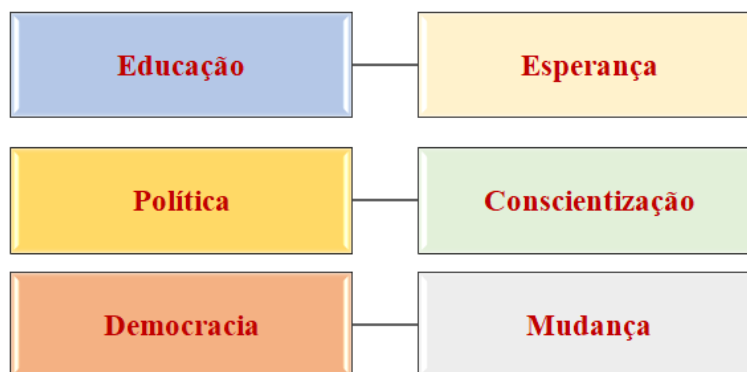 Educação
Esperança
Política
Conscientização
Democracia
Mudança